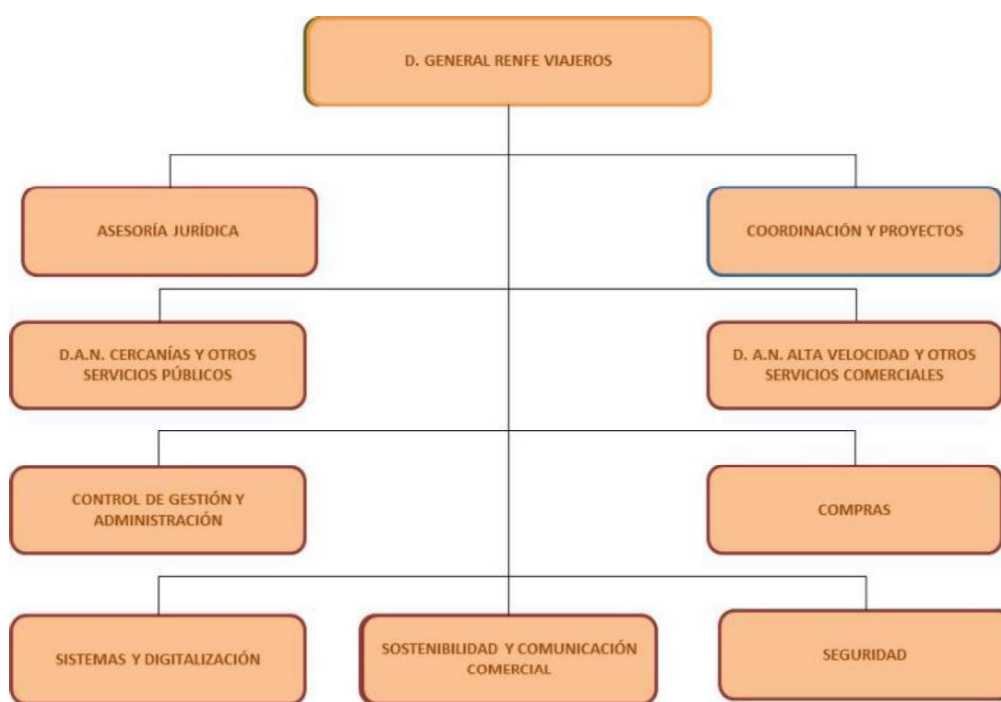 D. GENERAL RENFE VIAJEROS
ASESORÍA JURÍDICA
COORDINACIÓN Y PROYECTOS
D.A.N. CERCANÍAS Y OTROS
SERVICIOS PÚBLICOS
D. A.N. ALTA VELOCIDAD Y OTROS
SERVICIOS COMERCIALES
CONTROL DE GESTIÓN Y
ADMINISTRACIÓN
COMPRAS
SISTEMAS Y DIGITALIZACIÓN
SOSTENIBILIDAD Y COMUNICACIÓN
COMERCIAL
SEGURIDAD